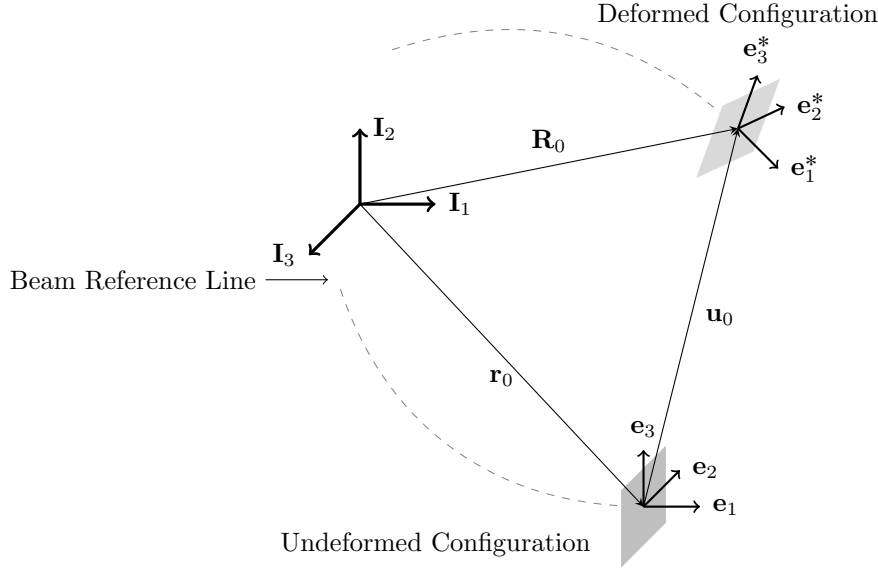 Deformed Configuration
e₃*
e₂*
I₂
R₀
e₁*
I₁
I₃
Beam Reference Line
u₀
r₀
e₃
e₂
e₁
Undeformed Configuration